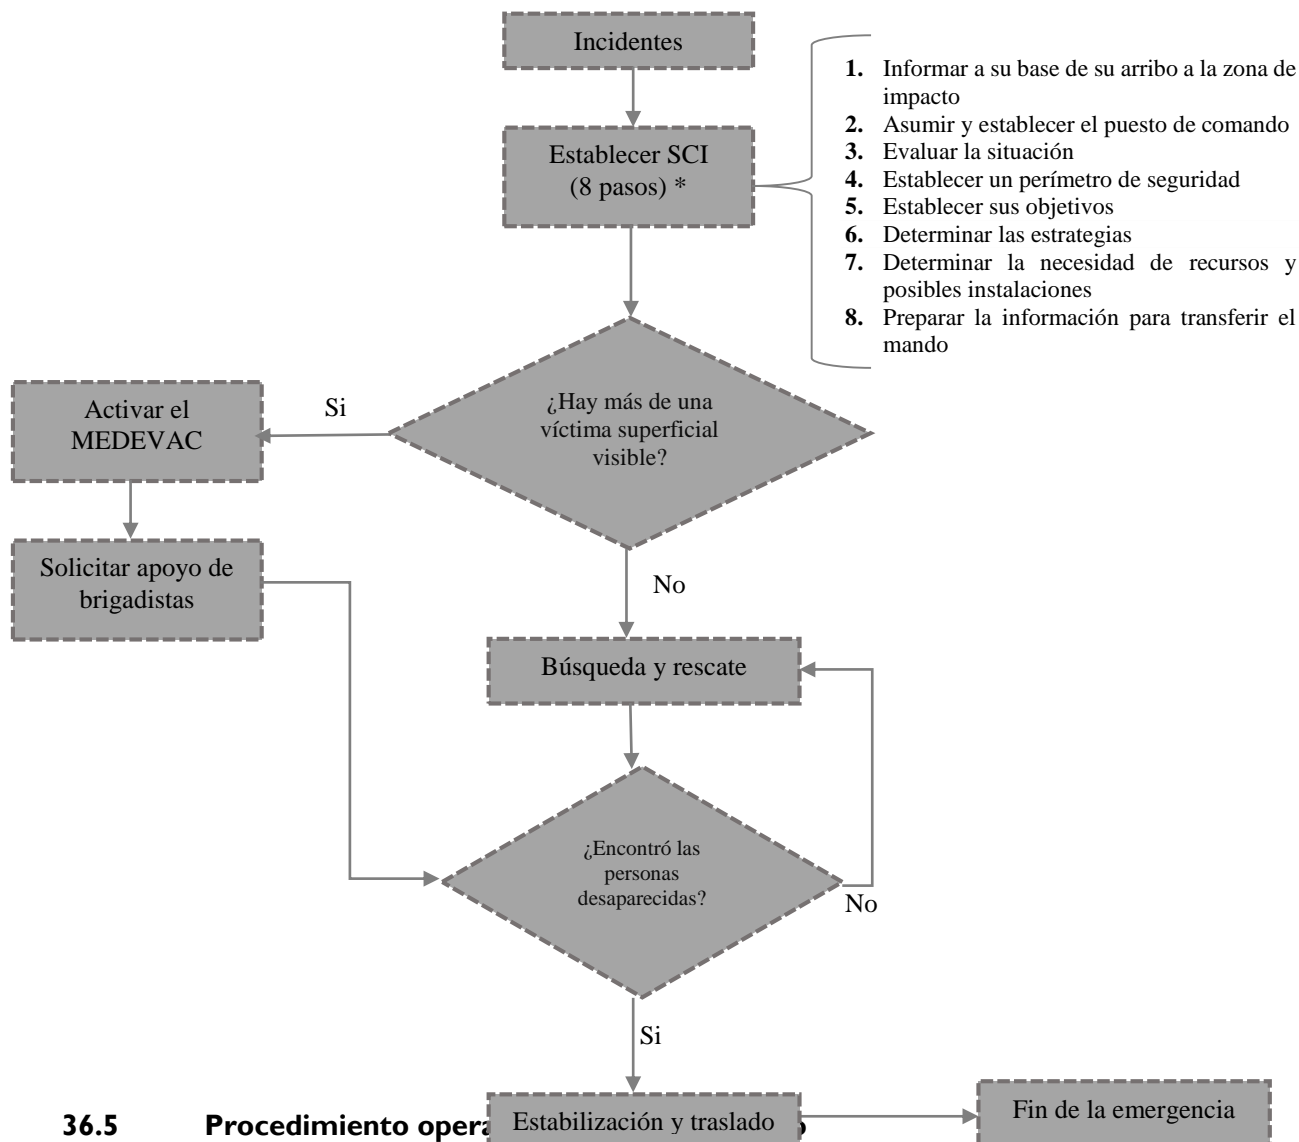 Incidentes
Establecer SCI
(8 pasos) *
1. Informar a su base de su arribo a la zona de
impacto
2. Asumir y establecer el puesto de comando
3. Evaluar la situación
4. Establecer un perímetro de seguridad
5. Establecer sus objetivos
6. Determinar las estrategias
7. Determinar la necesidad de recursos y
posibles instalaciones
8. Preparar la información para transferir el
mando
¿Hay más de una
víctima superficial
visible?
Si
Activar el
MEDEVAC
Solicitar apoyo de
brigadistas
No
Búsqueda y rescate
¿Encontró las
personas
desaparecidas?
No
Si
Estabilización y traslado
Fin de la emergencia
36.5 Procedimiento